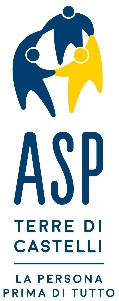 ASP
TERRE DI
CASTELLI
LA PERSONA
PRIMA DI TUTTO